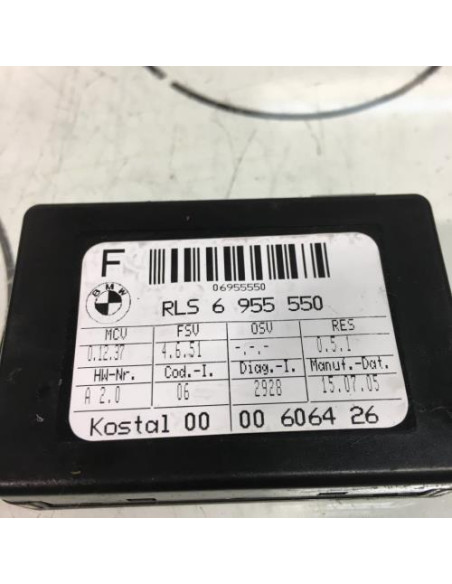 F
06955550
BMW
RLS 6 955 550
MCV FSV OSV RES
0.12.37 4.6.51 -.-.- 0.5.1
HW-Nr. Cod.-I. Diag.-I. Manuf.-Dat.
A 2.0 06 2928 15.07.05
Kostal 00 00 6064 26